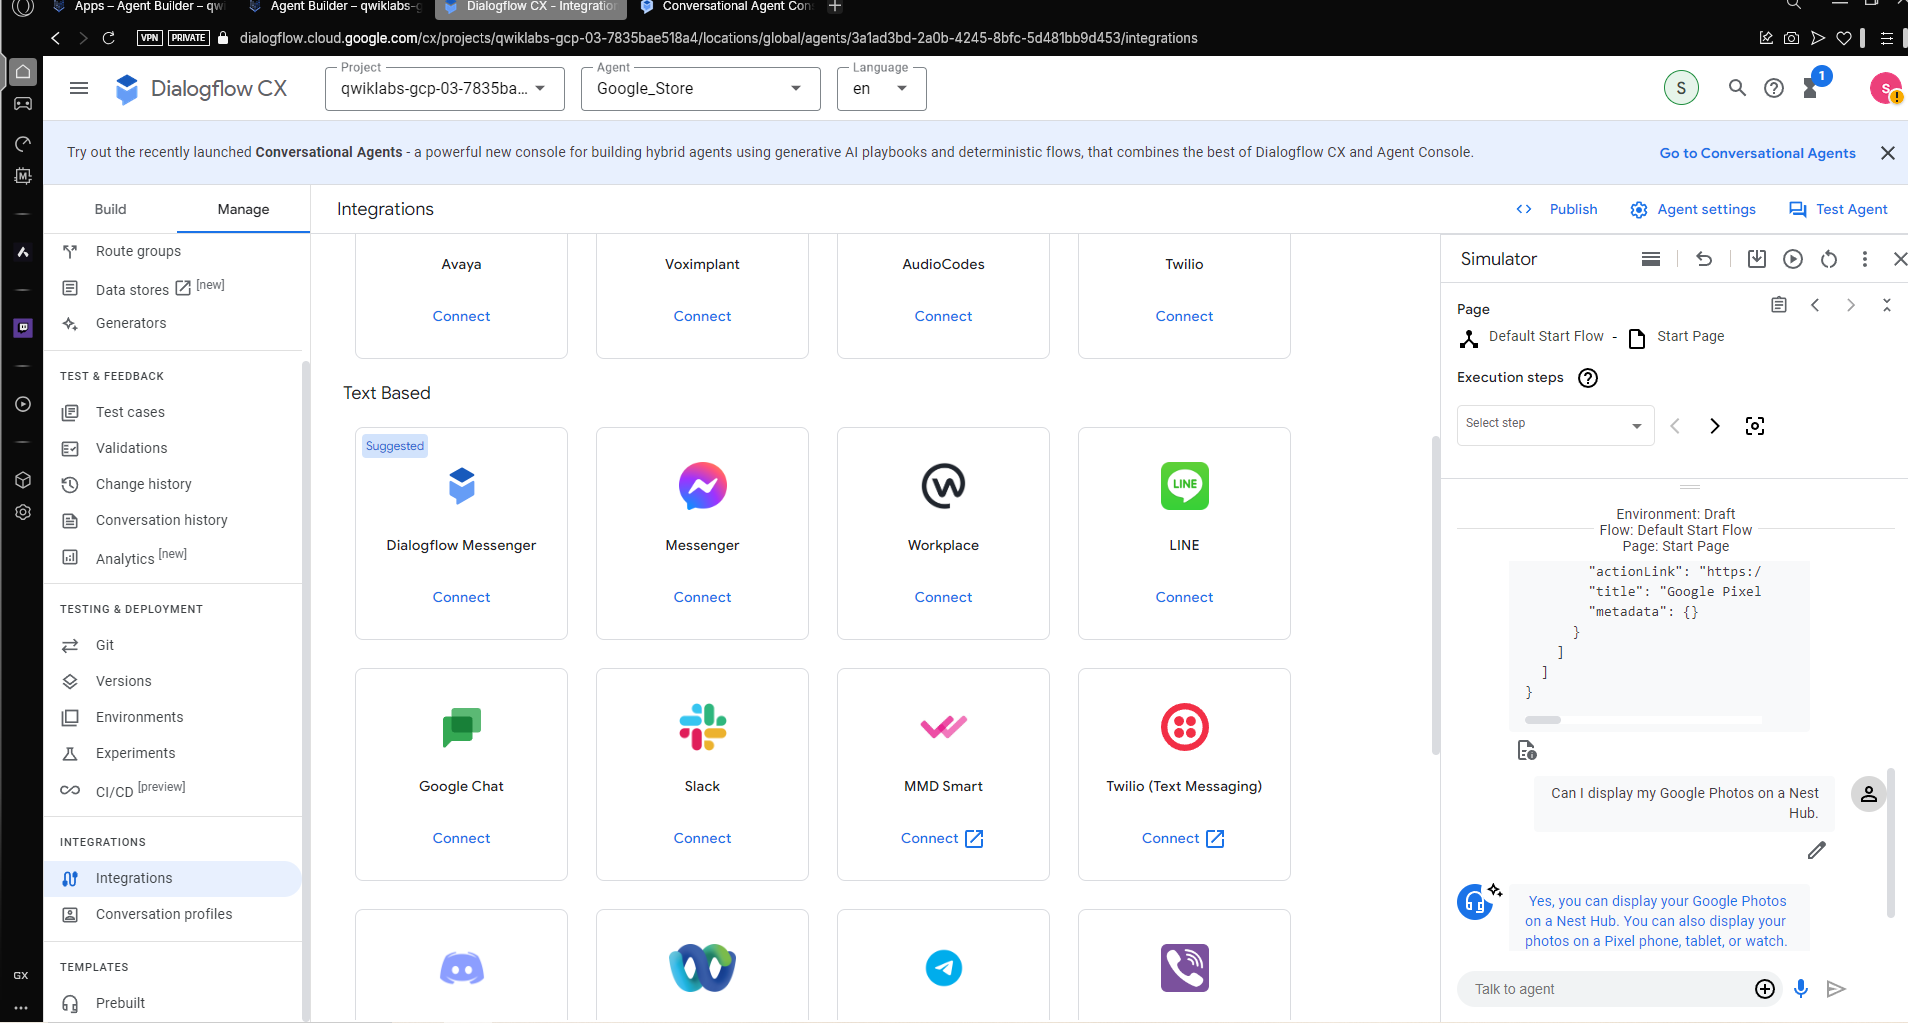 Apps – Agent Builder – qwi
Agent Builder – qwiklabs-g
Dialogflow CX - Integration
Conversational Agent Con
VPN PRIVATE dialogflow.cloud.google.com/cx/projects/qwiklabs-gcp-03-7835bae518a4/locations/global/agents/3a1ad3bd-2a0b-4245-8bfc-5d481bb9d453/integrations
Dialogflow CX
Project
qwiklabs-gcp-03-7835ba...
Agent
Google_Store
Language
en
S
1
S
Try out the recently launched Conversational Agents - a powerful new console for building hybrid agents using generative AI playbooks and deterministic flows, that combines the best of Dialogflow CX and Agent Console.
Go to Conversational Agents
Build
Manage
Integrations
Publish
Agent settings
Test Agent
Route groups
Data stores [new]
Generators
TEST & FEEDBACK
Test cases
Validations
Change history
Conversation history
Analytics [new]
TESTING & DEPLOYMENT
Git
Versions
Environments
Experiments
CI/CD [preview]
INTEGRATIONS
Integrations
Conversation profiles
TEMPLATES
Prebuilt
GX
Avaya
Connect
Voximplant
Connect
AudioCodes
Connect
Twilio
Connect
Text Based
Suggested
Dialogflow Messenger
Connect
Messenger
Connect
Workplace
Connect
LINE
LINE
Connect
Google Chat
Connect
Slack
Connect
MMD Smart
Connect
Twilio (Text Messaging)
Connect
Simulator
Page
Default Start Flow - Start Page
Execution steps
Select step
Environment: Draft
Flow: Default Start Flow
Page: Start Page
"actionLink": "https:/
"title": "Google Pixel
"metadata": {}
}
]
]
}
Can I display my Google Photos on a Nest
Hub.
Yes, you can display your Google Photos
on a Nest Hub. You can also display your
photos on a Pixel phone, tablet, or watch.
Talk to agent